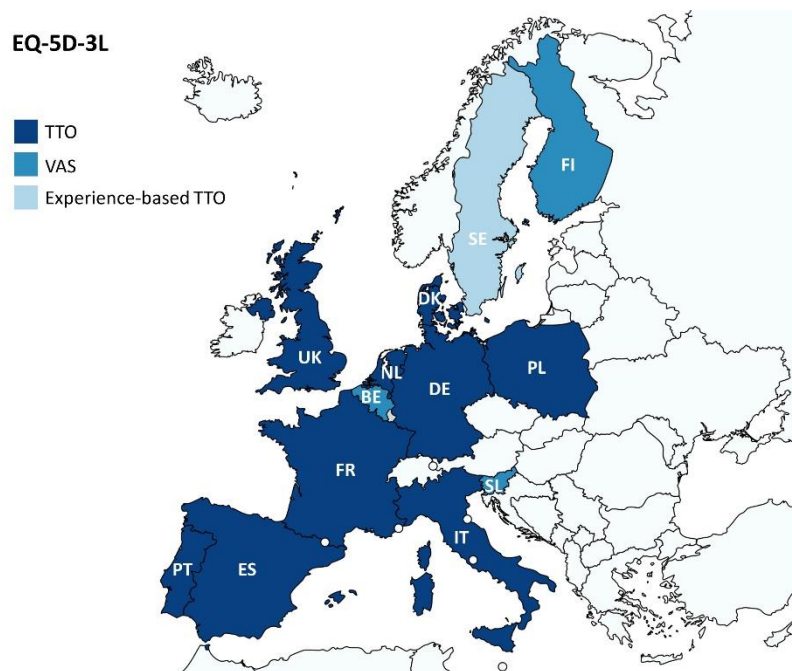 EQ-5D-3L
TTO
VAS
Experience-based TTO
FI
SE
DK
UK
NL
PL
BE
DE
FR
SL
IT
PT
ES